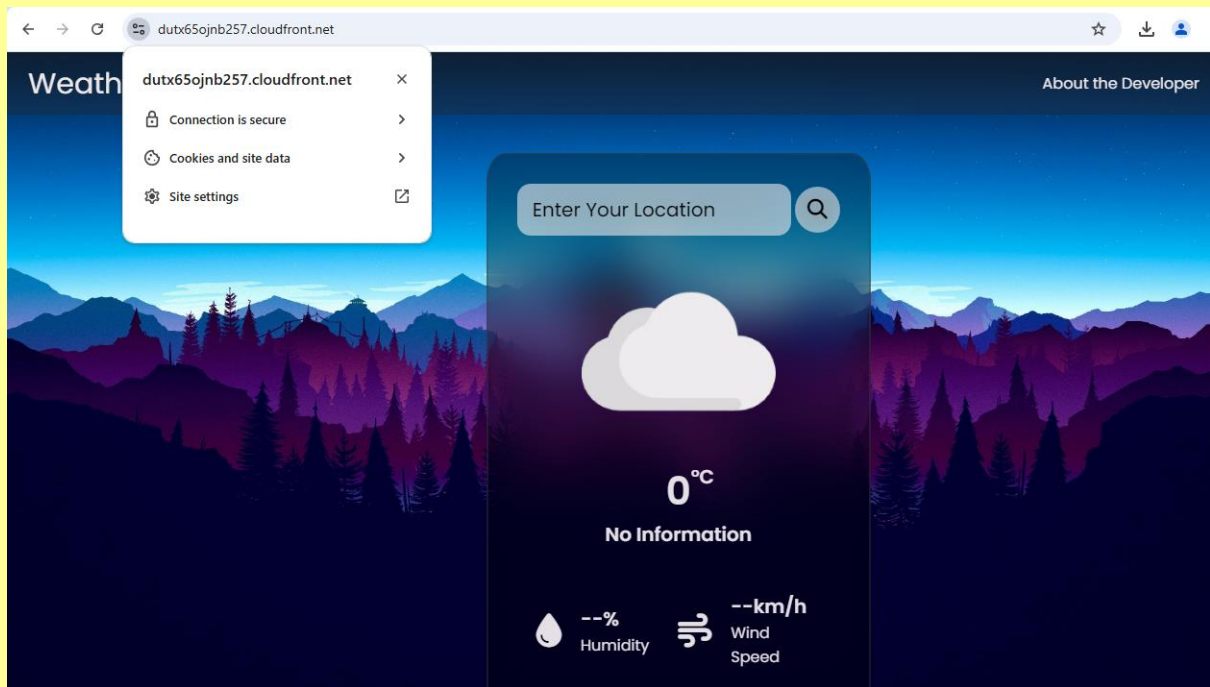 dutx65ojnb257.cloudfront.net
dutx65ojnb257.cloudfront.net
Connection is secure
Cookies and site data
Site settings
Weath
About the Developer
Enter Your Location
0°C
No Information
--%
Humidity
--km/h
Wind
Speed